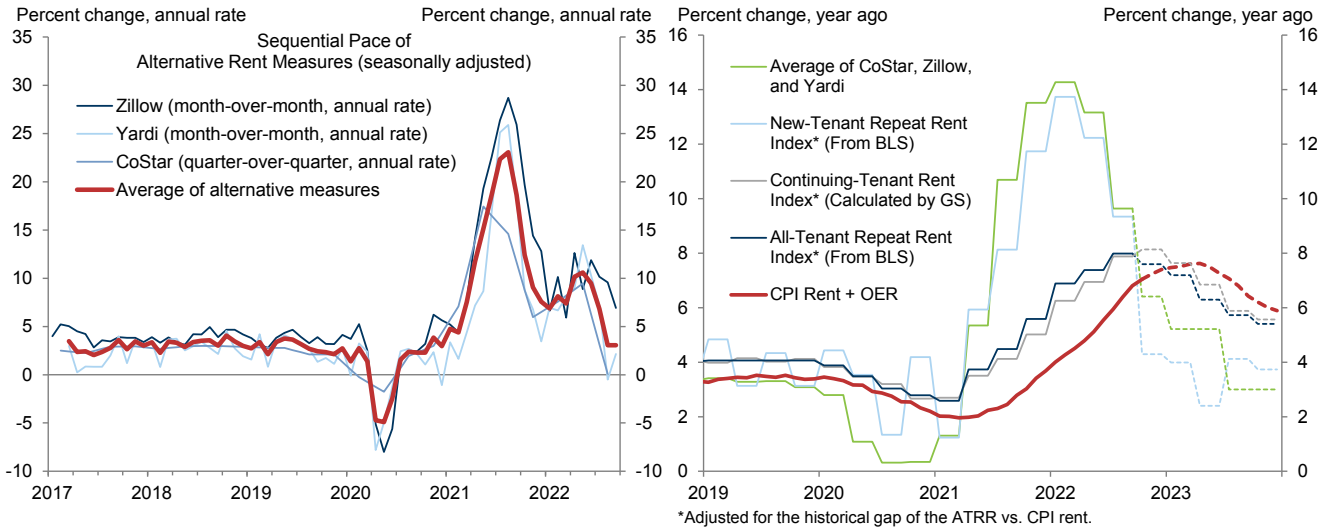 Percent change, annual rate
Percent change, annual rate
Sequential Pace of
Alternative Rent Measures (seasonally adjusted)
Zillow (month-over-month, annual rate)
Yardi (month-over-month, annual rate)
CoStar (quarter-over-quarter, annual rate)
Average of alternative measures
35
30
25
20
15
10
5
0
-5
-10
35
30
25
20
15
10
5
0
-5
-10
2017 2018 2019 2020 2021 2022
Percent change, year ago
Percent change, year ago
Average of CoStar, Zillow,
and Yardi
New-Tenant Repeat Rent
Index* (From BLS)
Continuing-Tenant Rent
Index* (Calculated by GS)
All-Tenant Repeat Rent
Index* (From BLS)
CPI Rent + OER
16
14
12
10
8
6
4
2
0
16
14
12
10
8
6
4
2
0
2019 2020 2021 2022 2023
*Adjusted for the historical gap of the ATRR vs. CPI rent.